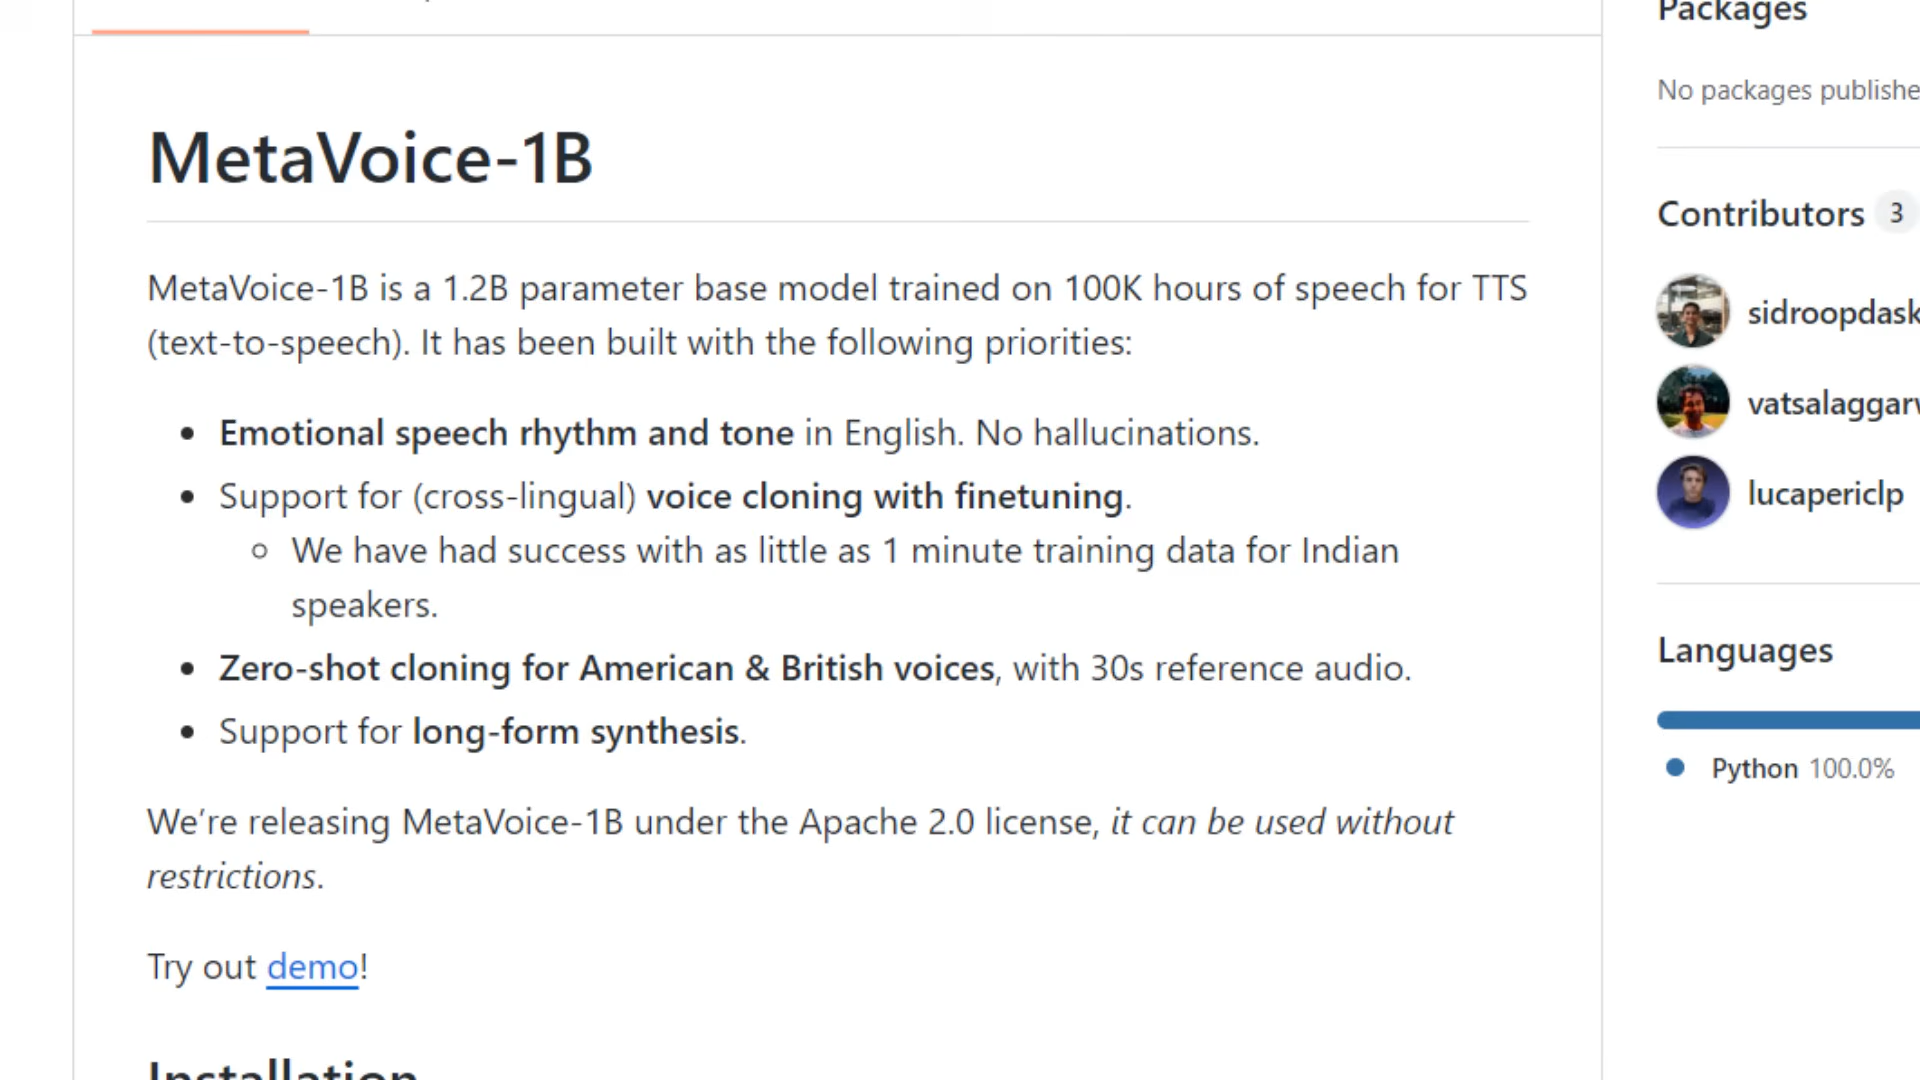 MetaVoice-1B
MetaVoice-1B is a 1.2B parameter base model trained on 100K hours of speech for TTS
(text-to-speech). It has been built with the following priorities:
Emotional speech rhythm and tone in English. No hallucinations.
Support for (cross-lingual) voice cloning with finetuning.
We have had success with as little as 1 minute training data for Indian
speakers.
Zero-shot cloning for American & British voices, with 30s reference audio.
Support for long-form synthesis.
We’re releasing MetaVoice-1B under the Apache 2.0 license, it can be used without
restrictions.
Try out demo!
Installation
Packages
No packages publishe
Contributors 3
sidroopdask
vatsalaggarw
lucapericlp
Languages
Python 100.0%